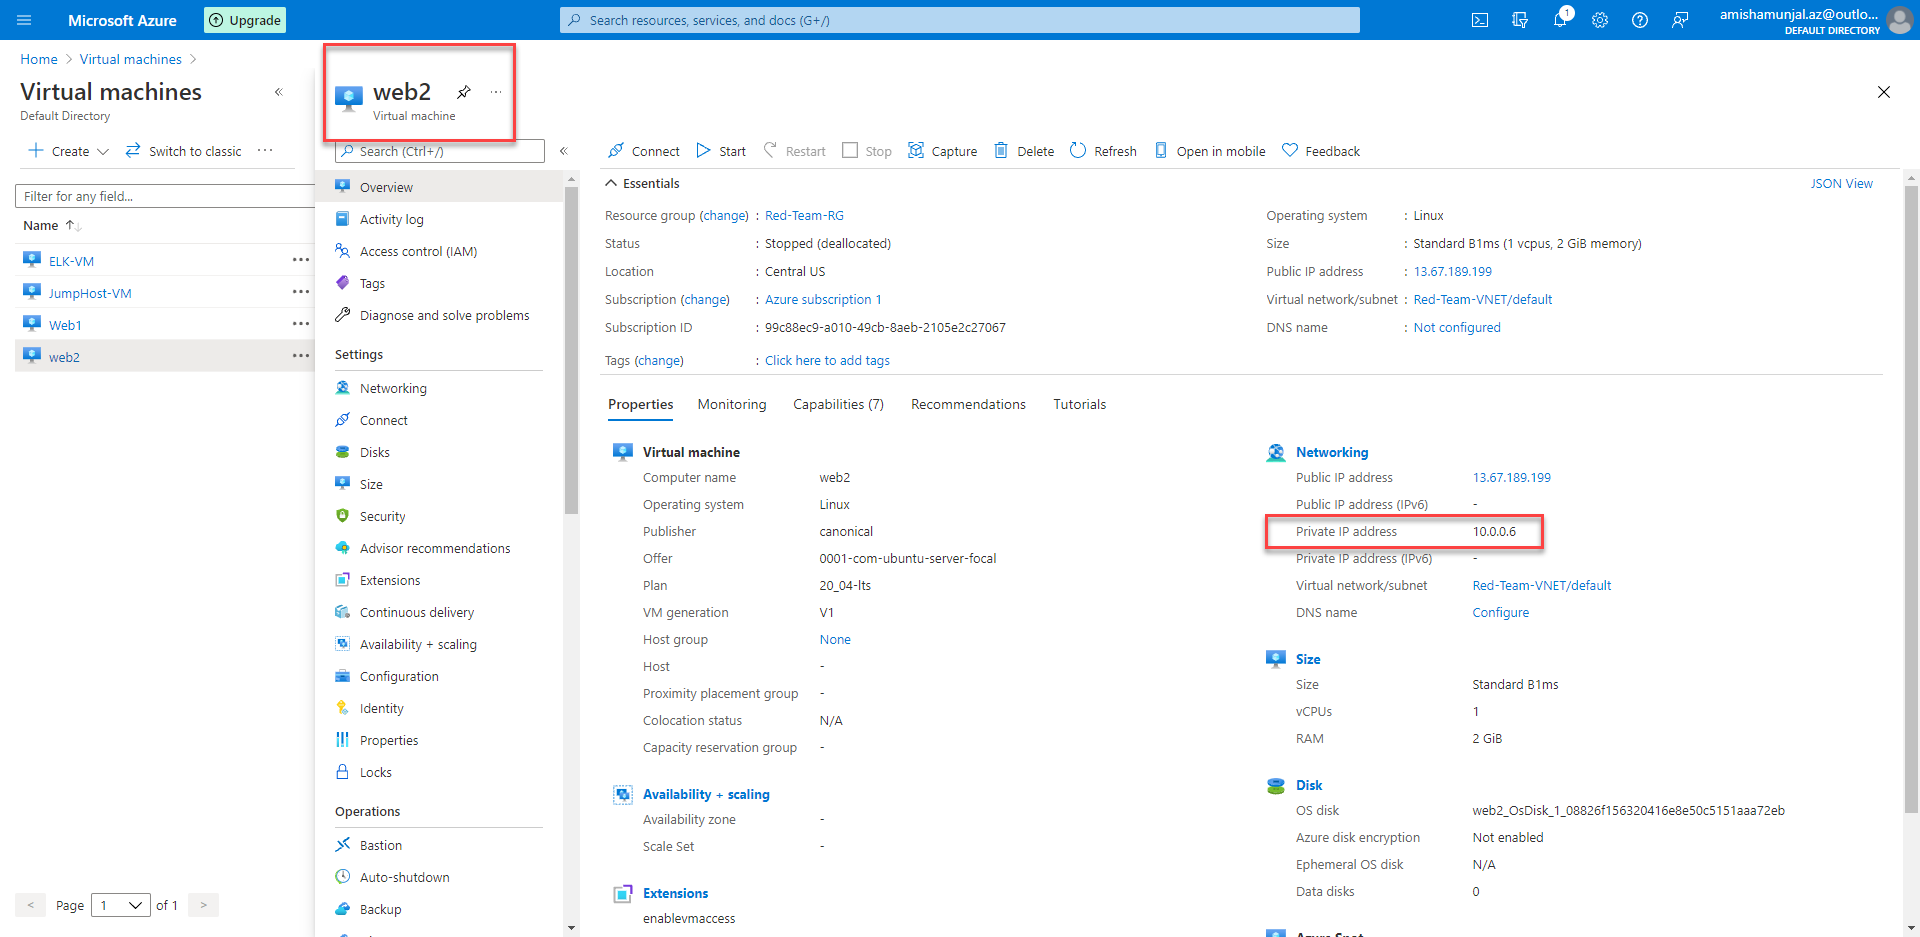 Microsoft Azure
Upgrade
Search resources, services, and docs (G+/)
1
amishamunjal.az@outlo...
DEFAULT DIRECTORY
Home > Virtual machines >
Virtual machines
Default Directory
«
Create
Switch to classic
...
Filter for any field...
Name ↑↓
ELK-VM ...
JumpHost-VM ...
Web1 ...
web2 ...
< Page 1 of 1 >
web2 ...
Virtual machine
Search (Ctrl+/)
«
Overview
Activity log
Access control (IAM)
Tags
Diagnose and solve problems
Settings
Networking
Connect
Disks
Size
Security
Advisor recommendations
Extensions
Continuous delivery
Availability + scaling
Configuration
Identity
Properties
Locks
Operations
Bastion
Auto-shutdown
Backup
Connect Start Restart Stop Capture Delete Refresh Open in mobile Feedback
Essentials
JSON View
Resource group (change) : Red-Team-RG
Status : Stopped (deallocated)
Location : Central US
Subscription (change) : Azure subscription 1
Subscription ID : 99c88ec9-a010-49cb-8aeb-2105e2c27067
Tags (change) : Click here to add tags
Operating system : Linux
Size : Standard B1ms (1 vcpus, 2 GiB memory)
Public IP address : 13.67.189.199
Virtual network/subnet : Red-Team-VNET/default
DNS name : Not configured
Properties Monitoring Capabilities (7) Recommendations Tutorials
Virtual machine
Computer name web2
Operating system Linux
Publisher canonical
Offer 0001-com-ubuntu-server-focal
Plan 20_04-lts
VM generation V1
Host group None
Host -
Proximity placement group -
Colocation status N/A
Capacity reservation group -
Availability + scaling
Availability zone -
Scale Set -
Extensions
enablevmaccess
Networking
Public IP address 13.67.189.199
Public IP address (IPv6) -
Private IP address 10.0.0.6
Private IP address (IPv6) -
Virtual network/subnet Red-Team-VNET/default
DNS name Configure
Size
Size Standard B1ms
vCPUs 1
RAM 2 GiB
Disk
OS disk web2_OsDisk_1_08826f156320416e8e50c5151aaa72eb
Azure disk encryption Not enabled
Ephemeral OS disk N/A
Data disks 0
Azure Spot